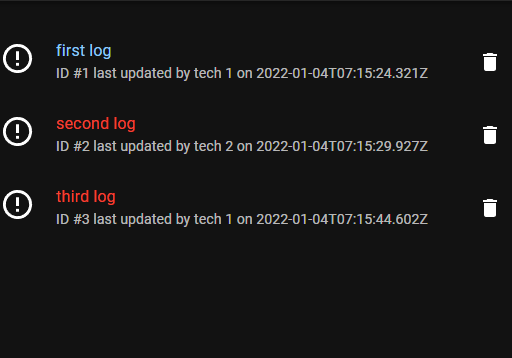 first log
ID #1 last updated by tech 1 on 2022-01-04T07:15:24.321Z
second log
ID #2 last updated by tech 2 on 2022-01-04T07:15:29.927Z
third log
ID #3 last updated by tech 1 on 2022-01-04T07:15:44.602Z